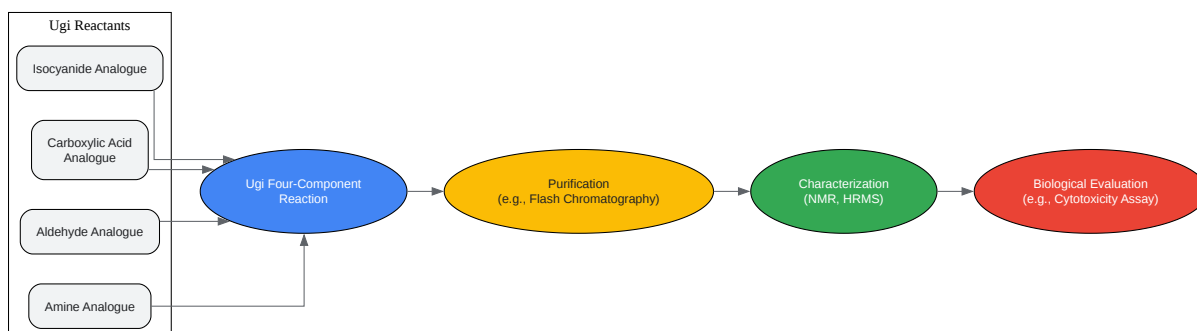 Ugi Reactants
Isocyanide Analogue
Carboxylic Acid
Analogue
Aldehyde Analogue
Amine Analogue
Ugi Four-Component
Reaction
Purification
(e.g., Flash Chromatography)
Characterization
(NMR, HRMS)
Biological Evaluation
(e.g., Cytotoxicity Assay)